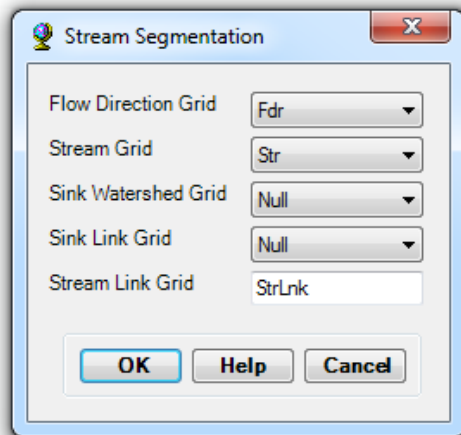 Stream Segmentation
Flow Direction Grid Fdr
Stream Grid Str
Sink Watershed Grid Null
Sink Link Grid Null
Stream Link Grid StrLnk
OK Help Cancel